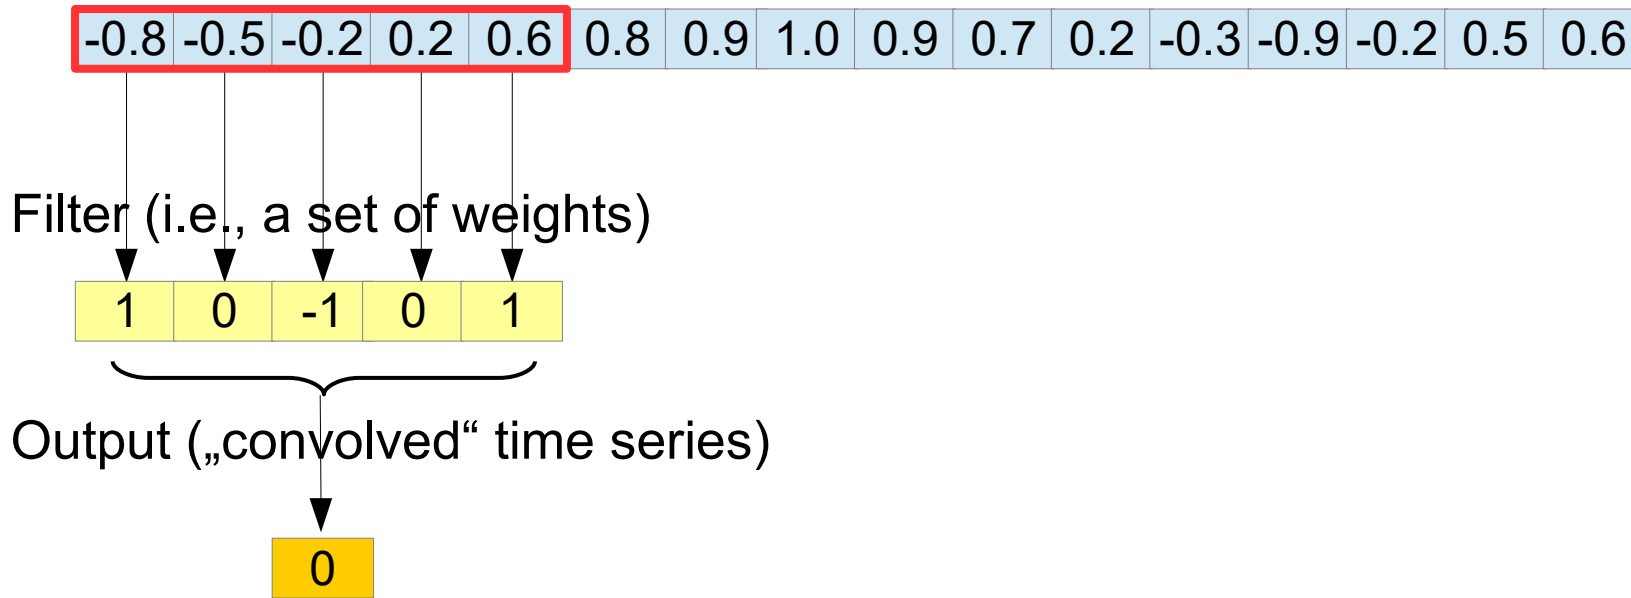 -0.8 -0.5 -0.2 0.2 0.6 0.8 0.9 1.0 0.9 0.7 0.2 -0.3 -0.9 -0.2 0.5 0.6
Filter (i.e., a set of weights)
1 0 -1 0 1
Output („convolved“ time series)
0